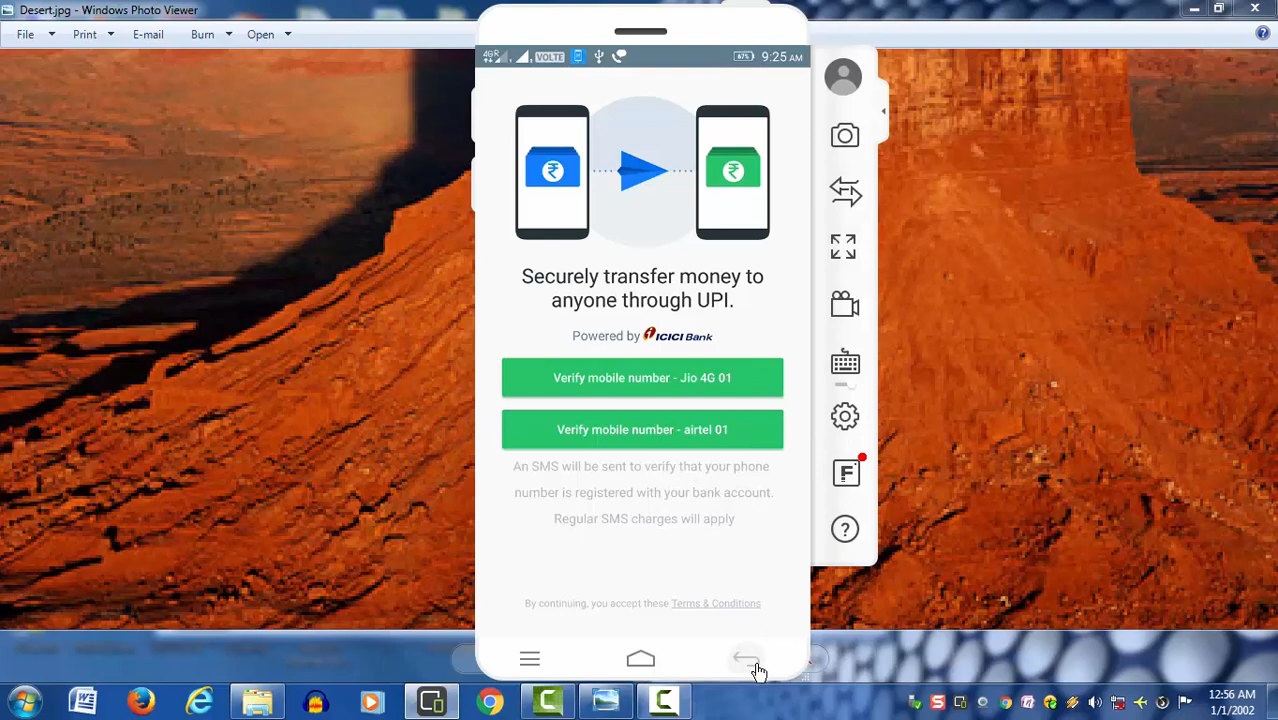 Desert.jpg - Windows Photo Viewer
File Print E-mail Burn Open
4GR VOLTE 67% 9:25 AM
Securely transfer money to
anyone through UPI.
Powered by ICICI Bank
Verify mobile number - Jio 4G 01
Verify mobile number - airtel 01
An SMS will be sent to verify that your phone
number is registered with your bank account.
Regular SMS charges will apply
By continuing, you accept these Terms & Conditions
12:56 AM
1/1/2002